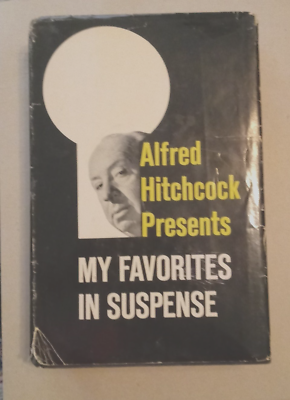 Alfred
Hitchcock
Presents
MY FAVORITES
IN SUSPENSE